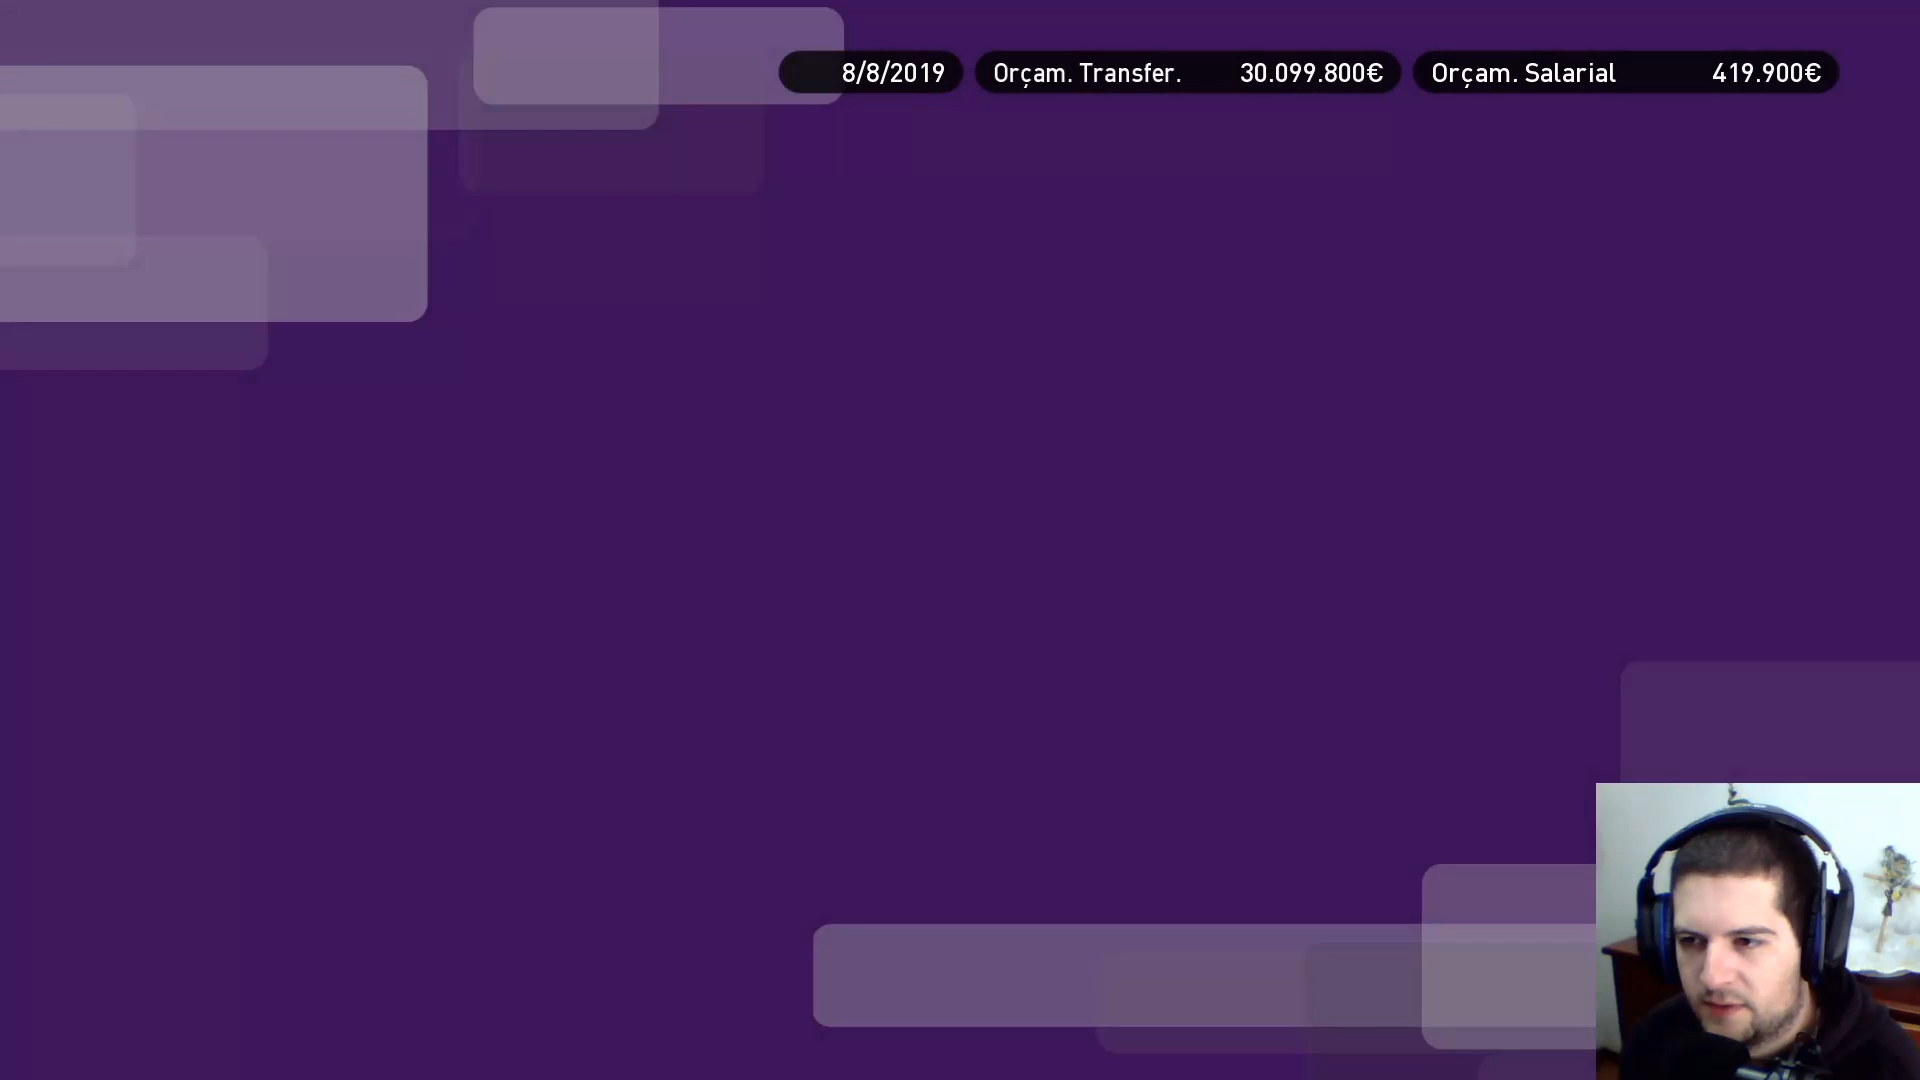 8/8/2019 Orçam. Transfer. 30.099.800€ Orçam. Salarial 419.900€